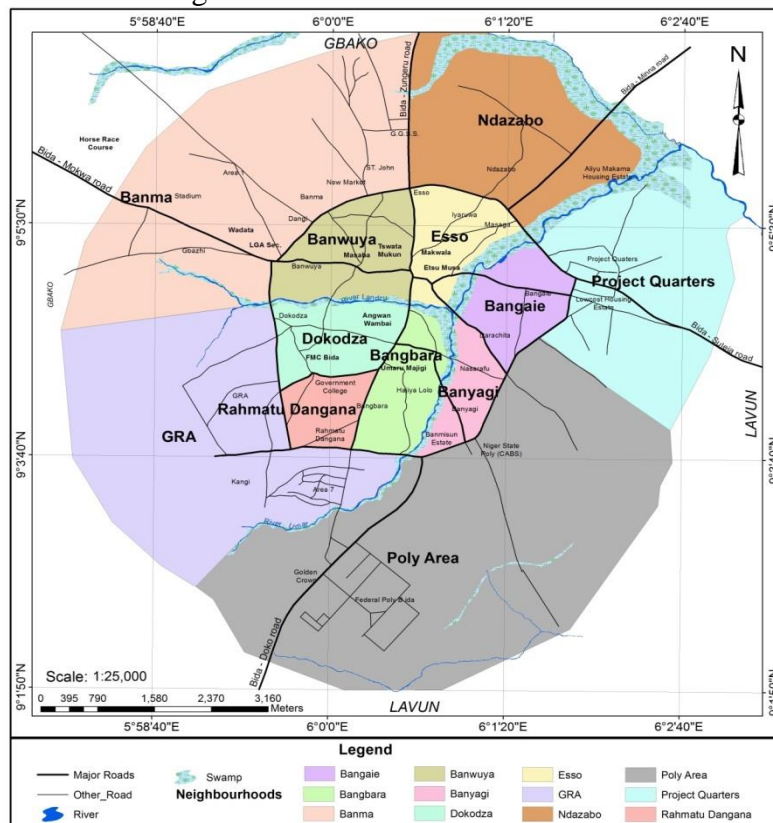 5°58'40"E 6°0'0"E 6°1'20"E 6°2'40"E
GBAKO
N
Bida - Zungeru road
Bida - Minna road
Ndazabo
G.G.S.S.
Horse Race
Course
Area 1
ST. John
Ndazabo
Aliyu Makama
Housing Estate
Bida - Mokwa road
New Market
Banma
Stadium
Banma
Esso
9°5'30"N
Dangi
Iyaruwa
Wadata
Banwuya
Esso
Managa
LGA Sec.
Masaba
Tswata
Mukun
Makwala
Gbazhi
Banwuya
Etsu Musa
Project Quaters
Project Quarters
GBAKO
River Landzu
Bangaie
Bangaie
Lowcost Housing
Estate
Dokodza
Angwan
Wambai
Bida - Suleja road
Dokodza
Darachita
FMC Bida
Bangbara
Umaru Majigi
Nasarafu
Government
College
Hajiya Lolo
Banyagi
GRA
Rahmatu Dangana
Bangbara
Banyagi
LAVUN
GRA
Rahmatu
Dangana
Banmisun
Estate
Niger State
Poly (CABS)
9°3'40"N
Kangi
Area 7
River
Poly Area
Golden
Crowd
Federal Poly Bida
Bida - Doko road
Scale: 1:25,000
0 395 790 1,580 2,370 3,160
Meters
9°1'50"N
LAVUN
5°58'40"E 6°0'0"E 6°1'20"E 6°2'40"E
Legend
Major Roads
Other_Road
River
Swamp
Neighbourhoods
Bangaie
Bangbara
Banma
Banwuya
Banyagi
Dokodza
Esso
GRA
Ndazabo
Poly Area
Project Quarters
Rahmatu Dangana